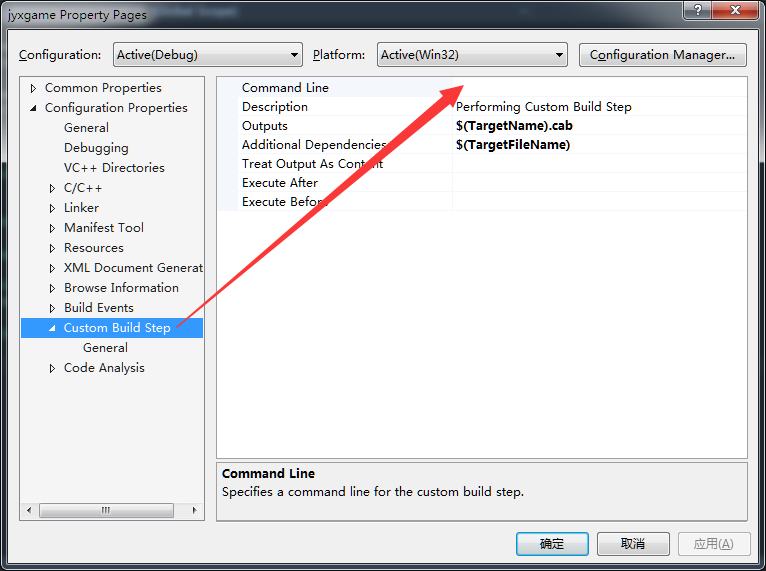 jyxgame Property Pages
Configuration: Active(Debug) Platform: Active(Win32) Configuration Manager...
Common Properties
Configuration Properties
General
Debugging
VC++ Directories
C/C++
Linker
Manifest Tool
Resources
XML Document Generat
Browse Information
Build Events
Custom Build Step
General
Code Analysis
Command Line
Description Performing Custom Build Step
Outputs $(TargetName).cab
Additional Dependencies $(TargetFileName)
Treat Output As Content
Execute After
Execute Before
Command Line
Specifies a command line for the custom build step.
确定 取消 应用(A)